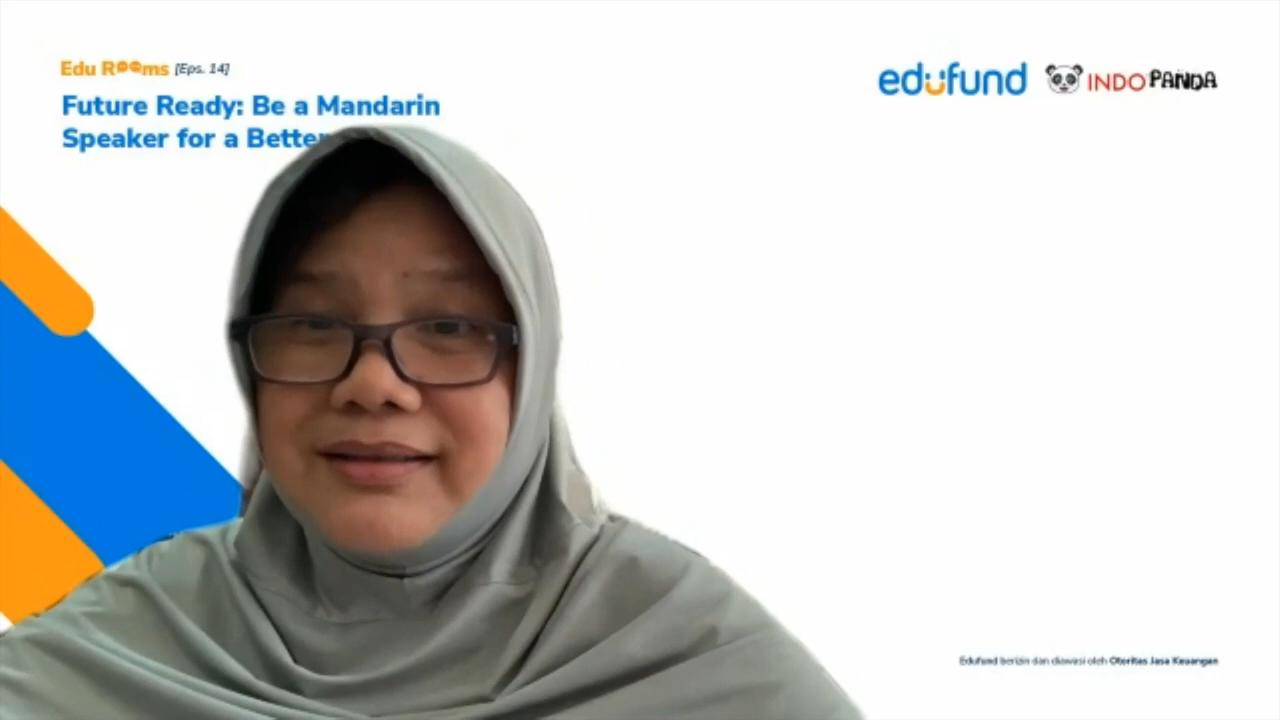 Edu Rooms [Eps. 14]
Future Ready: Be a Mandarin
Speaker for a Better
edufund
INDOPANDA
Edufund berizin dan diawasi oleh Otoritas Jasa Keuangan